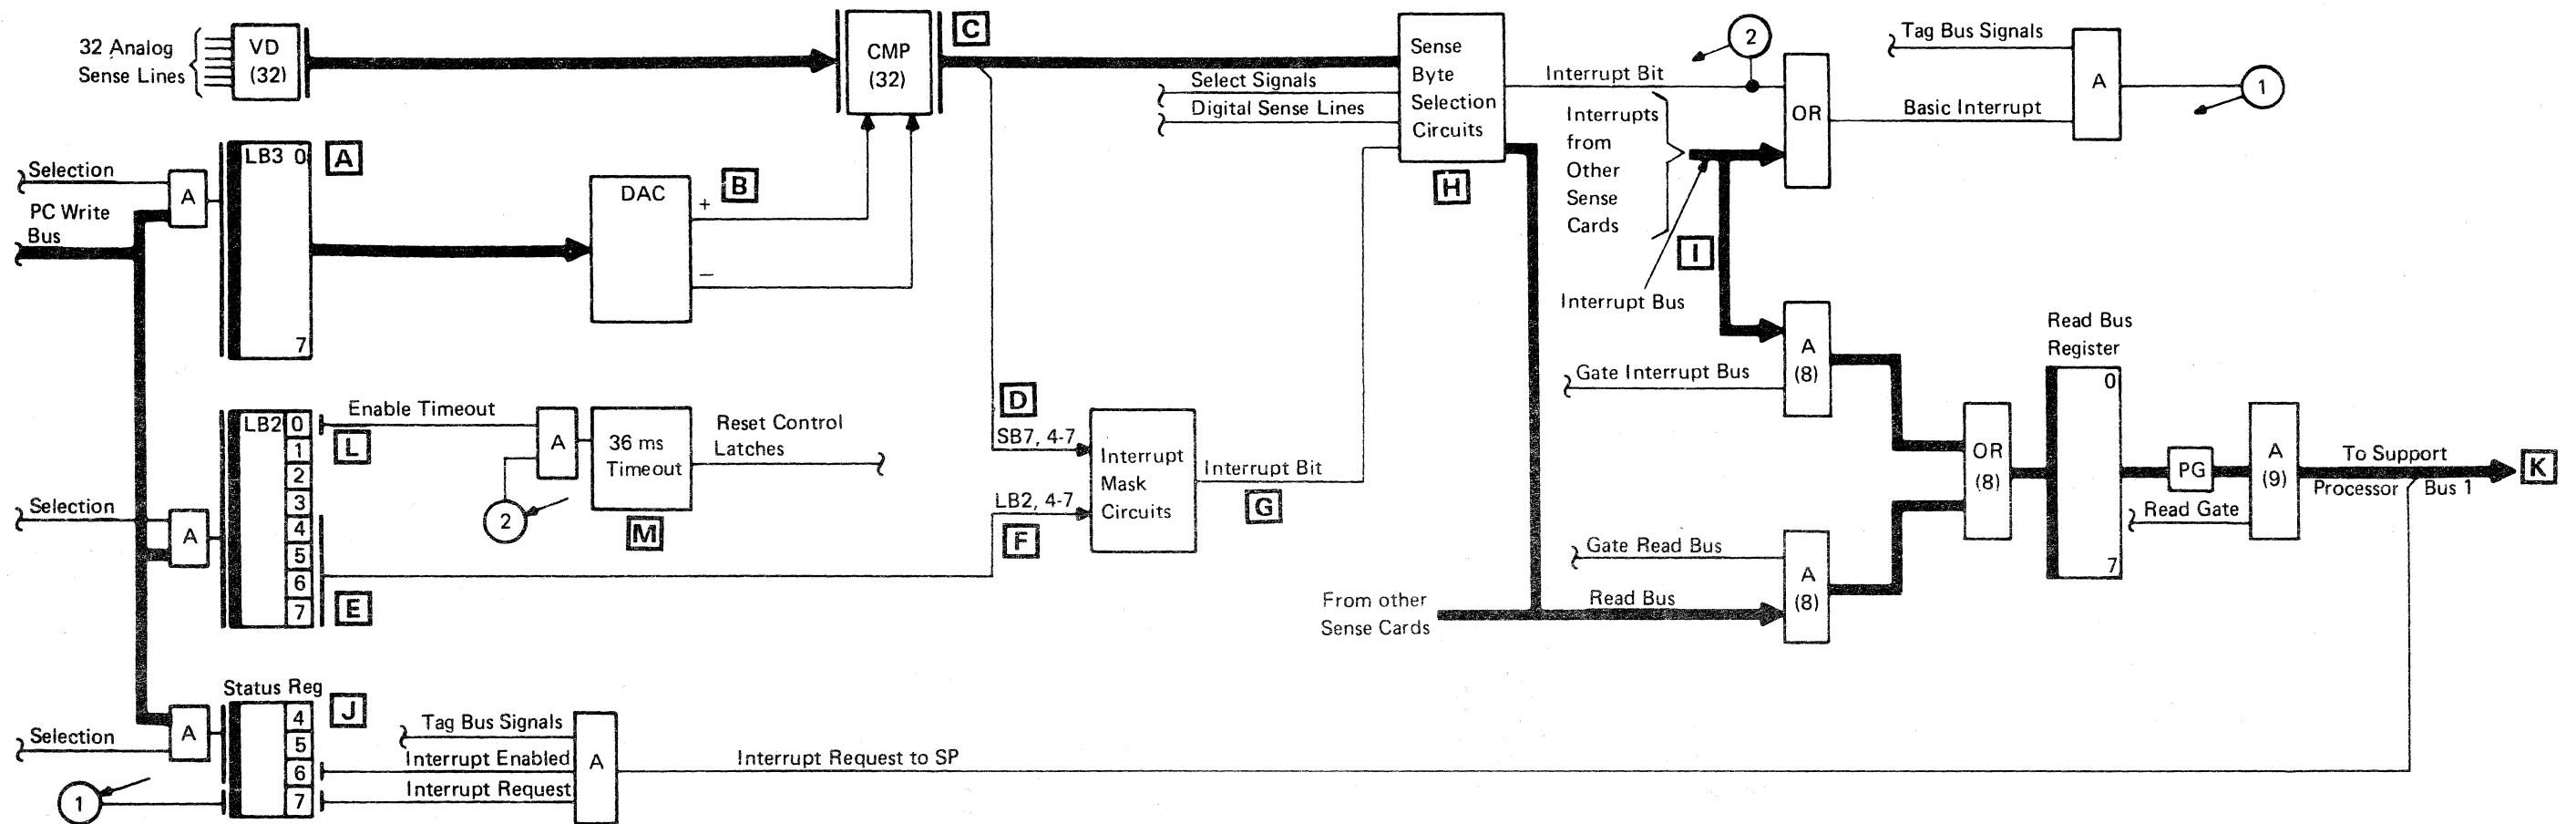 32 Analog
Sense Lines
VD
(32)
CMP
(32)
C
Select Signals
Digital Sense Lines
Sense
Byte
Selection
Circuits
H
Interrupt Bit
2
Interrupts
from
Other
Sense
Cards
OR
Tag Bus Signals
Basic Interrupt
A
1
Selection
PC Write
Bus
A
LB3 0
7
A
DAC
+
−
B
I
Interrupt Bus
Gate Interrupt Bus
A
(8)
Read Bus
Register
0
7
Selection
A
LB2 0
1
2
3
4
5
6
7
Enable Timeout
L
2
A
36 ms
Timeout
M
Reset Control
Latches
E
D
SB7, 4-7
LB2, 4-7
F
Interrupt
Mask
Circuits
Interrupt Bit
G
Gate Read Bus
From other
Sense Cards
Read Bus
A
(8)
OR
(8)
PG
Read Gate
A
(9)
To Support
Processor Bus 1
K
Status Reg
J
Selection
A
4
5
6
7
1
Tag Bus Signals
Interrupt Enabled
Interrupt Request
A
Interrupt Request to SP